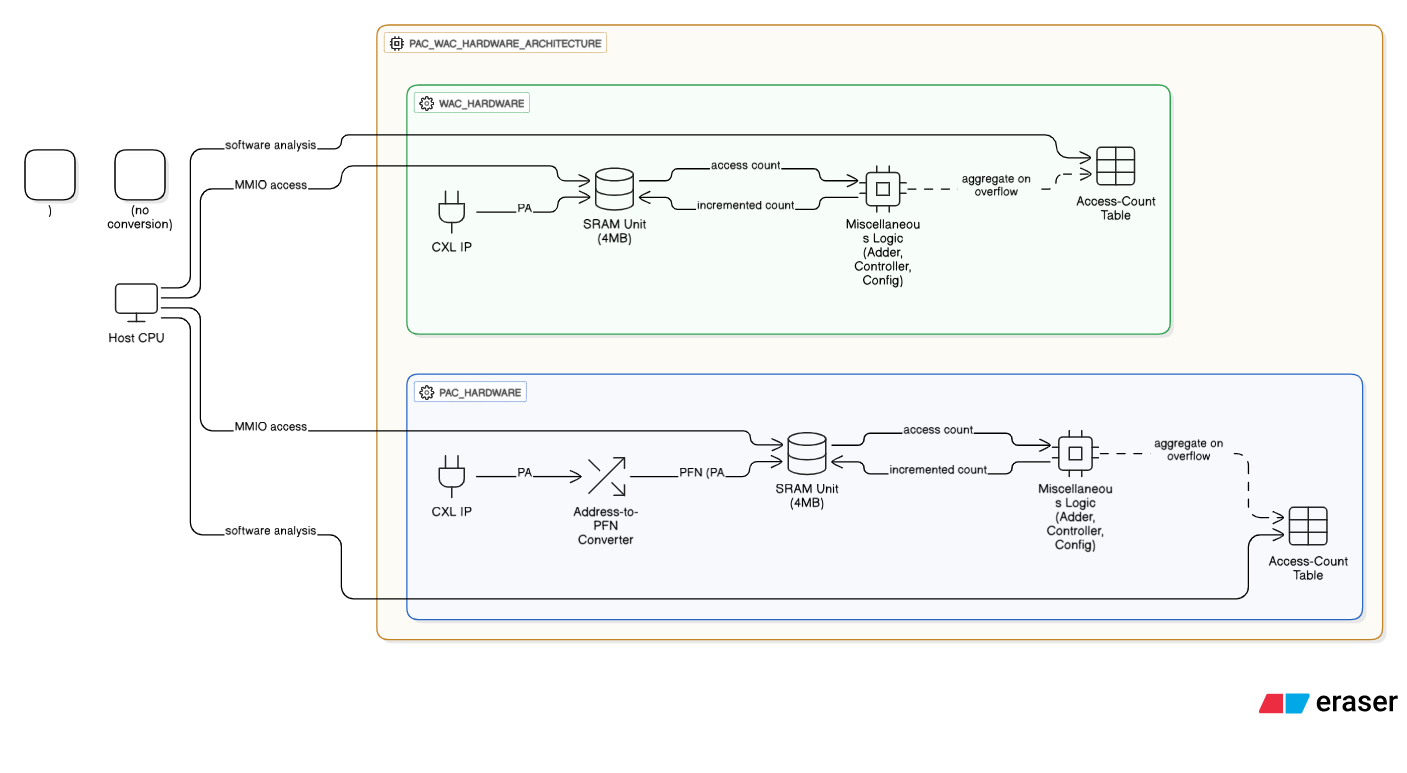 PAC_WAC_HARDWARE_ARCHITECTURE
WAC_HARDWARE
software analysis
MMIO access
access count
aggregate on
overflow
incremented count
PA
)
(no
conversion)
CXL IP
SRAM Unit
(4MB)
Miscellaneou
s Logic
(Adder,
Controller,
Config)
Access-Count
Table
Host CPU
PAC_HARDWARE
MMIO access
access count
aggregate on
overflow
PA
PFN (PA
incremented count
CXL IP
Address-to-
PFN
Converter
SRAM Unit
(4MB)
Miscellaneou
s Logic
(Adder,
Controller,
Config)
software analysis
Access-Count
Table
eraser